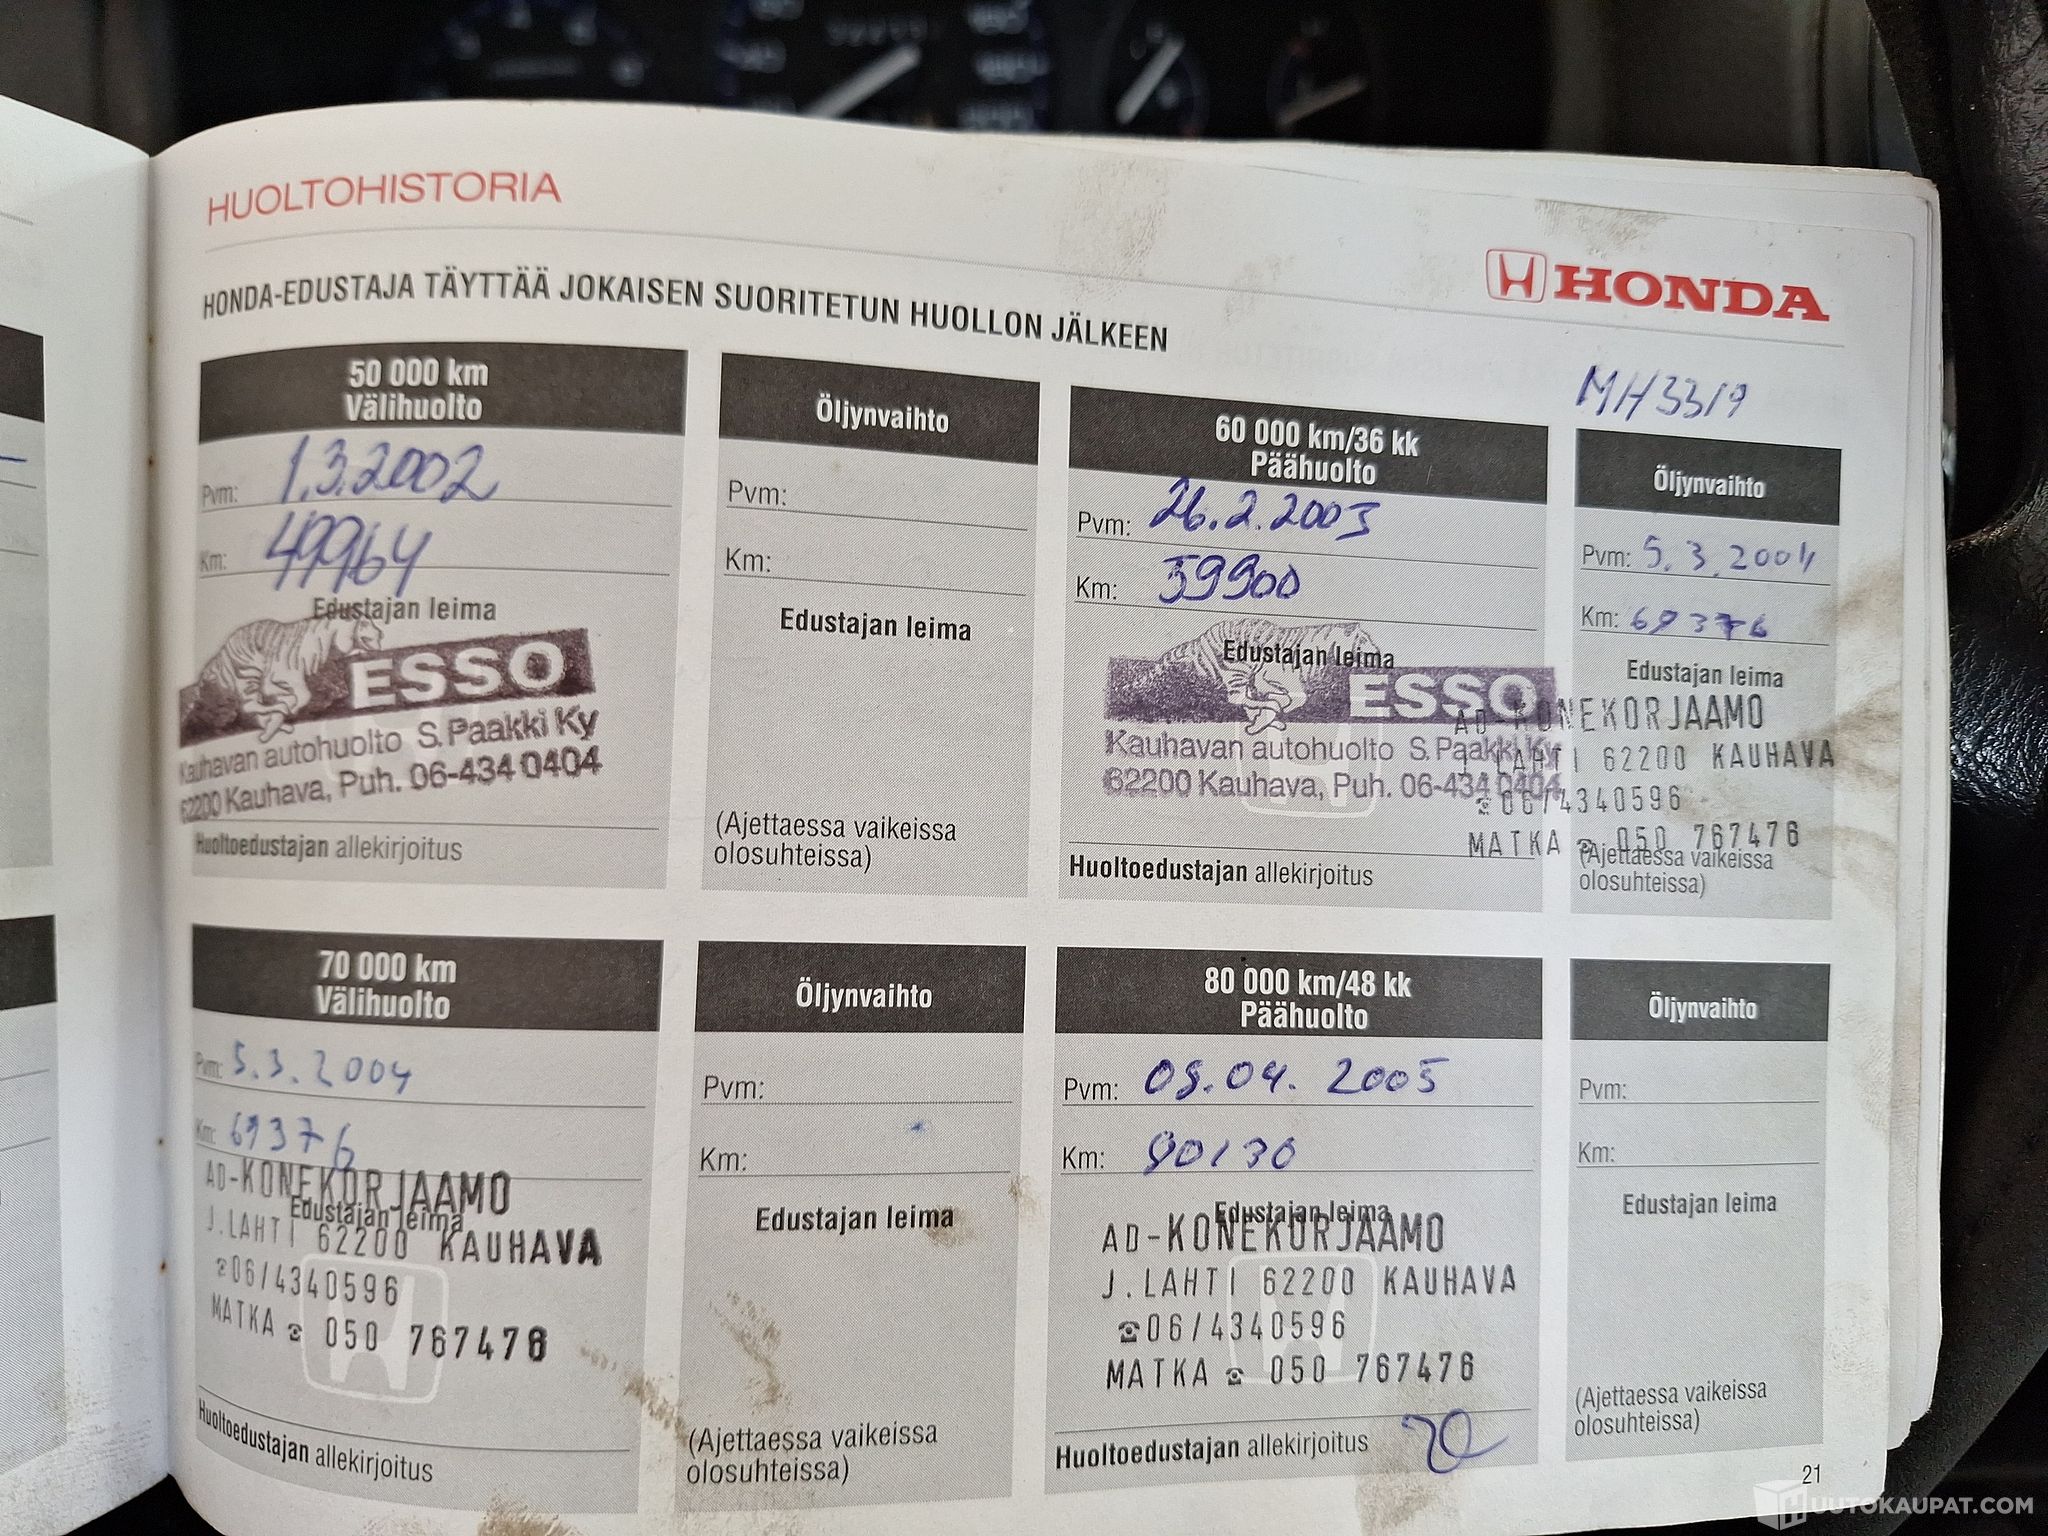 HUOLTOHISTORIA
HONDA
HONDA-EDUSTAJA TÄYTTÄÄ JOKAISEN SUORITETUN HUOLLON JÄLKEEN
MH3319
50 000 km
Välihuolto
Pvm: 1.3.2002
Km: 49964
Edustajan leima
ESSO
Kauhavan autohuolto S. Paakki Ky
62200 Kauhava, Puh. 06-434 0404
Huoltoedustajan allekirjoitus
Öljynvaihto
Pvm:
Km:
Edustajan leima
(Ajettaessa vaikeissa
olosuhteissa)
60 000 km/36 kk
Päähuolto
Pvm: 26.2.2003
Km: 59900
Edustajan leima
ESSO
Kauhavan autohuolto S. Paakki Ky
62200 Kauhava, Puh. 06-434 0404
Huoltoedustajan allekirjoitus
Öljynvaihto
Pvm: 5.3.2004
Km: 69376
Edustajan leima
AD-KONEKORJAAMO
J.LAHTI 62200 KAUHAVA
☎06/4340596
MATKA ☎ 050 767476
(Ajettaessa vaikeissa
olosuhteissa)
70 000 km
Välihuolto
Pvm: 5.3.2004
Km: 69376
Edustajan leima
AD-KONEKORJAAMO
J.LAHTI 62200 KAUHAVA
☎06/4340596
MATKA ☎ 050 767476
Huoltoedustajan allekirjoitus
Öljynvaihto
Pvm:
Km:
Edustajan leima
(Ajettaessa vaikeissa
olosuhteissa)
80 000 km/48 kk
Päähuolto
Pvm: 08.04.2005
Km: 80130
Edustajan leima
AD-KONEKORJAAMO
J.LAHTI 62200 KAUHAVA
☎06/4340596
MATKA ☎ 050 767476
Huoltoedustajan allekirjoitus
Öljynvaihto
Pvm:
Km:
Edustajan leima
(Ajettaessa vaikeissa
olosuhteissa)
21
HUUTOKAUPAT.COM